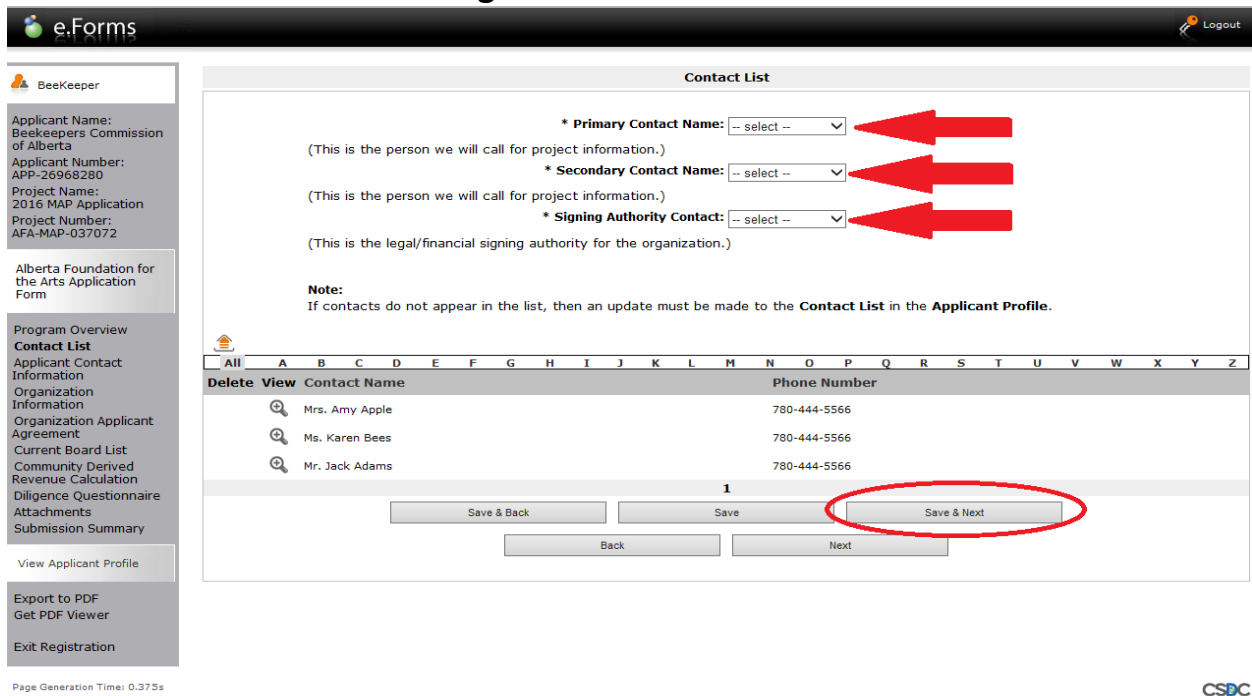 e.Forms
Logout
BeeKeeper
Applicant Name:
Beekeepers Commission
of Alberta
Applicant Number:
APP-26968280
Project Name:
2016 MAP Application
Project Number:
AFA-MAP-037072
Alberta Foundation for
the Arts Application
Form
Program Overview
Contact List
Applicant Contact
Information
Organization
Information
Organization Applicant
Agreement
Current Board List
Community Derived
Revenue Calculation
Diligence Questionnaire
Attachments
Submission Summary
View Applicant Profile
Export to PDF
Get PDF Viewer
Exit Registration
Page Generation Time: 0.375s
Contact List
* Primary Contact Name: -- select --
(This is the person we will call for project information.)
* Secondary Contact Name: -- select --
(This is the person we will call for project information.)
* Signing Authority Contact: -- select --
(This is the legal/financial signing authority for the organization.)
Note:
If contacts do not appear in the list, then an update must be made to the Contact List in the Applicant Profile.
All A B C D E F G H I J K L M N O P Q R S T U V W X Y Z
Delete View Contact Name Phone Number
Mrs. Amy Apple 780-444-5566
Ms. Karen Bees 780-444-5566
Mr. Jack Adams 780-444-5566
1
Save & Back Save Save & Next
Back Next
CSDC